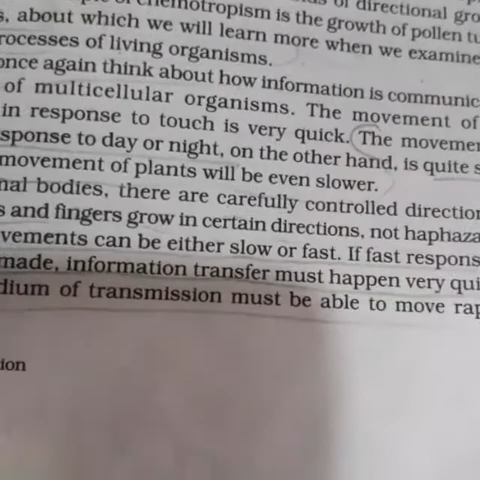 of directional gro
chemotropism is the growth of pollen tu
s, about which we will learn more when we examine
rocesses of living organisms.
once again think about how information is communic
of multicellular organisms. The movement of
in response to touch is very quick. The movemen
sponse to day or night, on the other hand, is quite s
movement of plants will be even slower.
nal bodies, there are carefully controlled direction
s and fingers grow in certain directions, not haphaza
vements can be either slow or fast. If fast respons
made, information transfer must happen very qui
dium of transmission must be able to move rap
ion